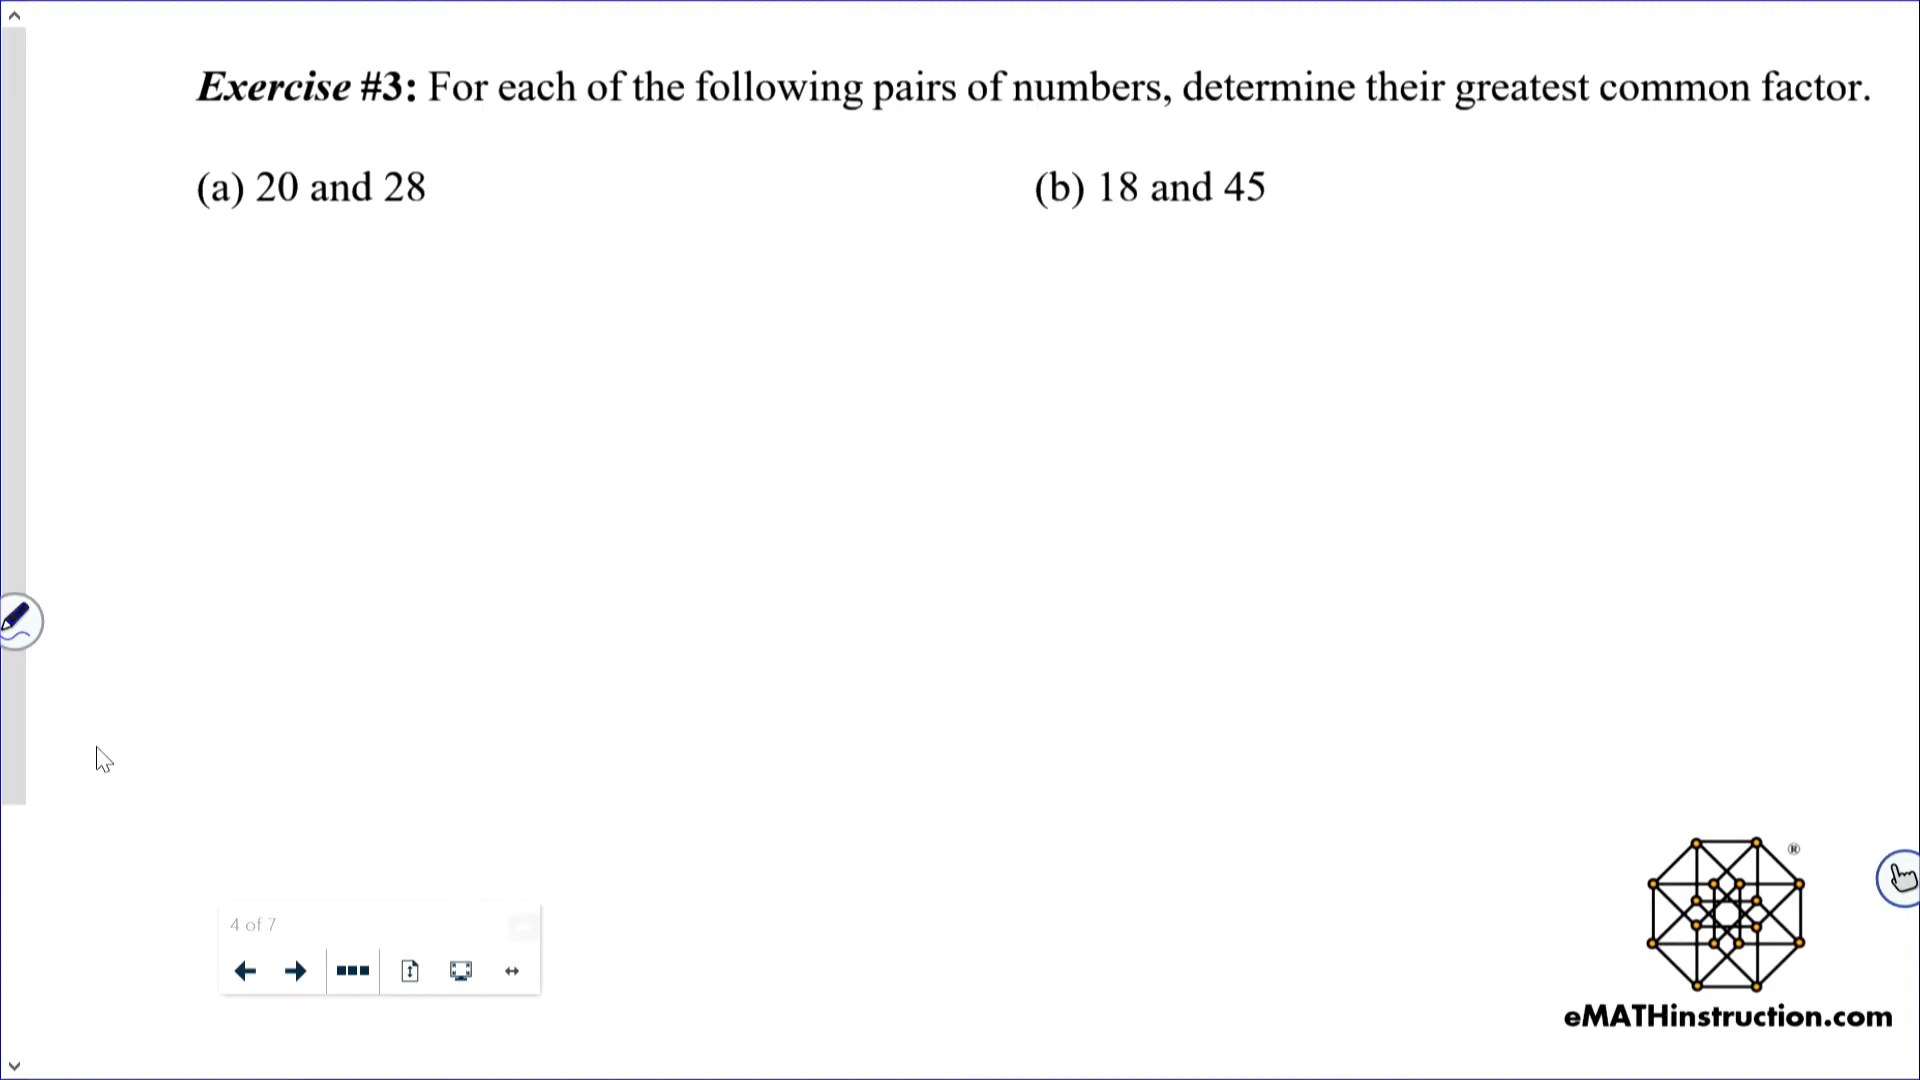 Exercise #3: For each of the following pairs of numbers, determine their greatest common factor.
(a) 20 and 28
(b) 18 and 45
4 of 7
®
eMATHinstruction.com